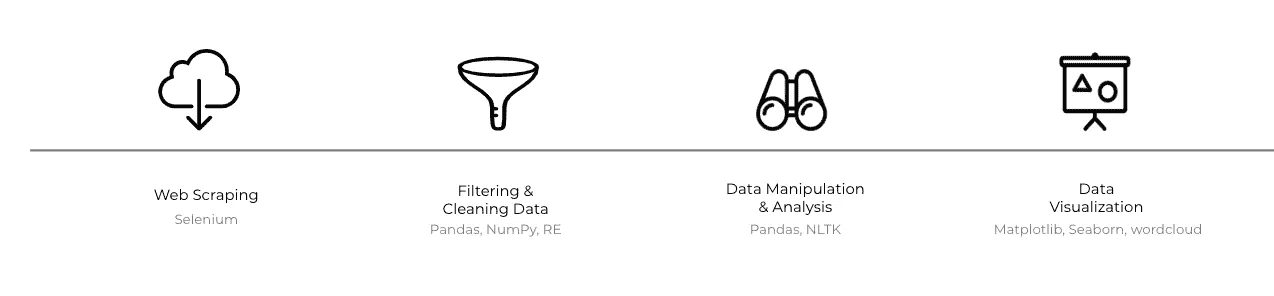 Web Scraping
Selenium
Filtering &
Cleaning Data
Pandas, NumPy, RE
Data Manipulation
& Analysis
Pandas, NLTK
Data
Visualization
Matplotlib, Seaborn, wordcloud